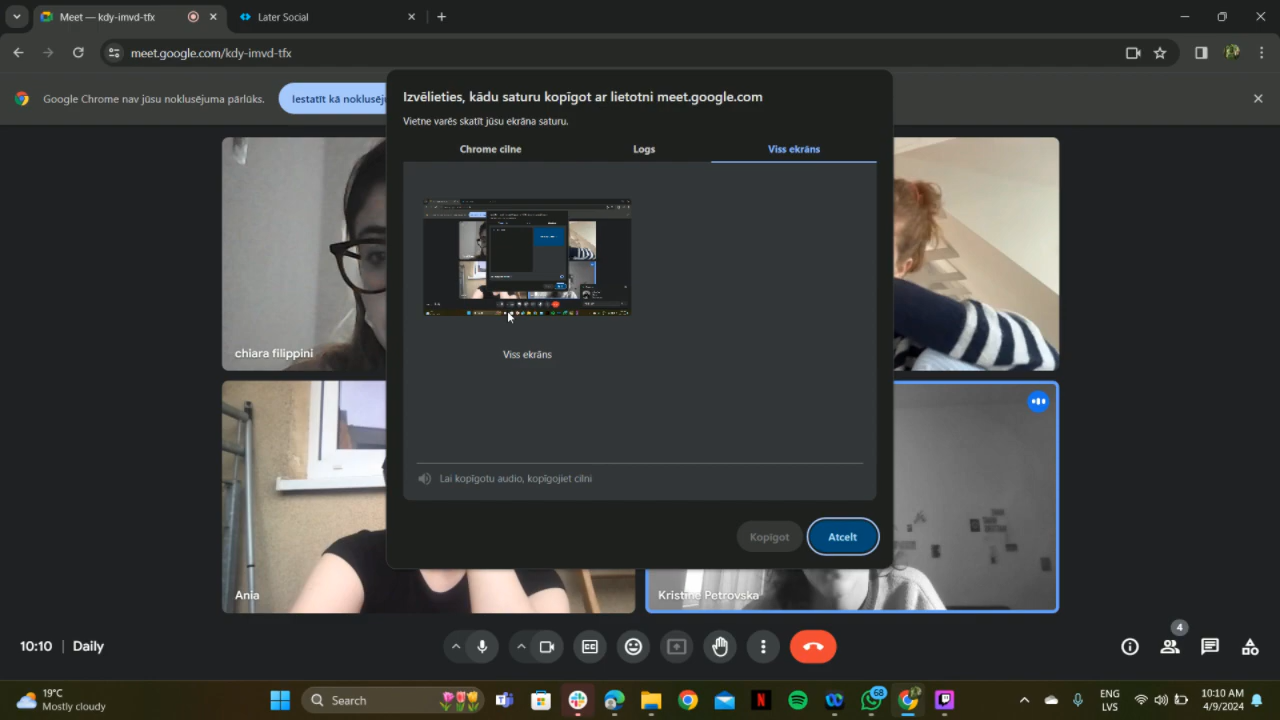 Meet — kdy-imvd-tfx
Later Social
meet.google.com/kdy-imvd-tfx
Google Chrome nav jūsu noklusējuma pārlūks.
Iestatīt kā noklusēju
Izvēlieties, kādu saturu kopīgot ar lietotni meet.google.com
Vietne varēs skatīt jūsu ekrāna saturu.
Chrome cilne
Logs
Viss ekrāns
Viss ekrāns
Lai kopīgotu audio, kopīgojiet cilni
Kopīgot
Atcelt
chiara filippini
Ania
Kristine Petrovska
10:10 | Daily
4
19°C
Mostly cloudy
Search
68
ENG
LVS
10:10 AM
4/9/2024